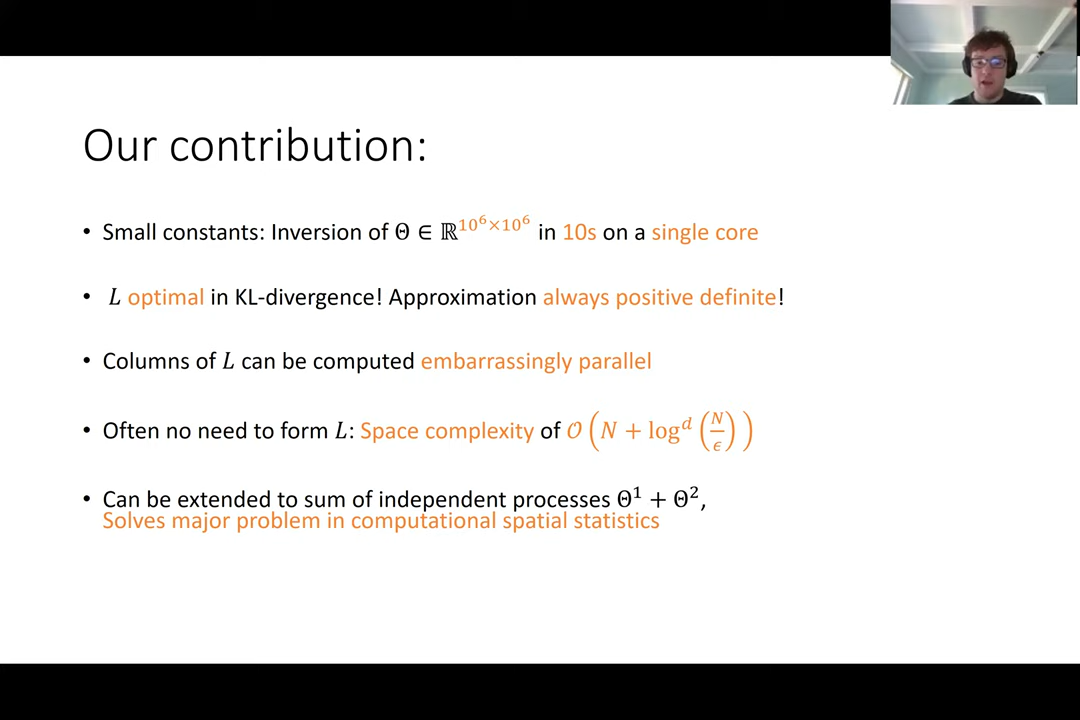 Our contribution:
• Small constants: Inversion of Θ ∈ ℝ^{10^6×10^6} in 10s on a single core
• L optimal in KL-divergence! Approximation always positive definite!
• Columns of L can be computed embarrassingly parallel
• Often no need to form L: Space complexity of 𝒪(N + log^d(N/ϵ))
• Can be extended to sum of independent processes Θ^1 + Θ^2,
Solves major problem in computational spatial statistics